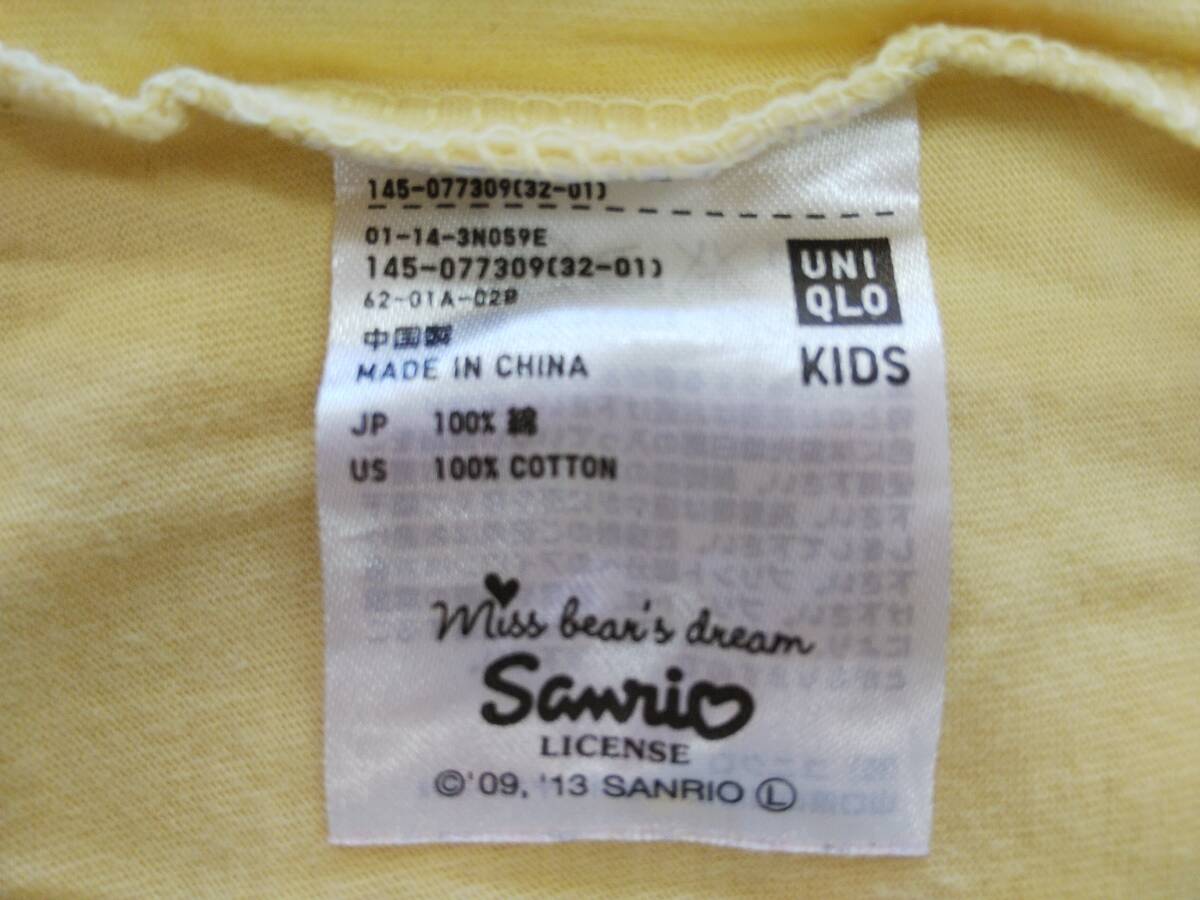 145-077309(32-01)
01-14-3N059E
145-077309(32-01)
62-01A-02B
中国製
MADE IN CHINA
UNI
QLO
KIDS
JP 100% 綿
US 100% COTTON
Miss bear's dream
Sanrio
LICENSE
©'09, '13 SANRIO Ⓛ